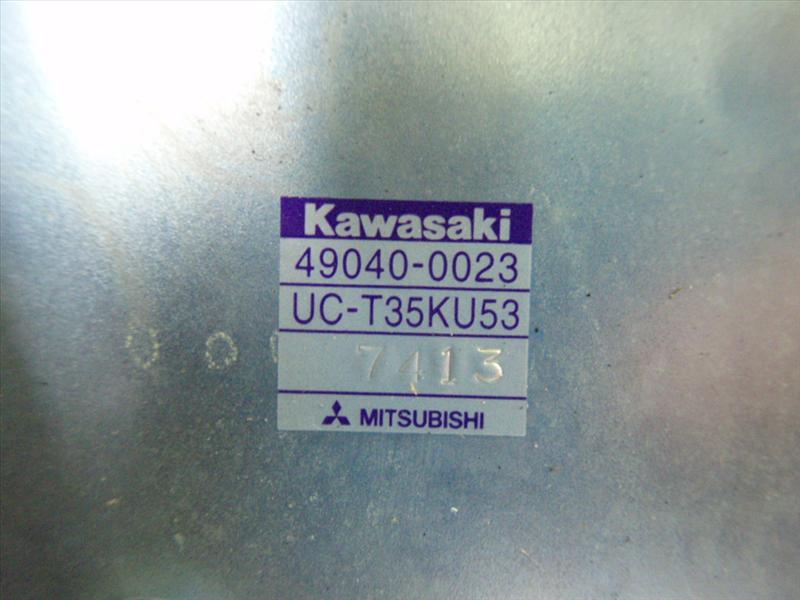 Kawasaki
49040-0023
UC-T35KU53
7413
MITSUBISHI